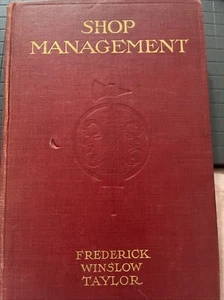 SHOP
MANAGEMENT
FREDERICK
WINSLOW
TAYLOR